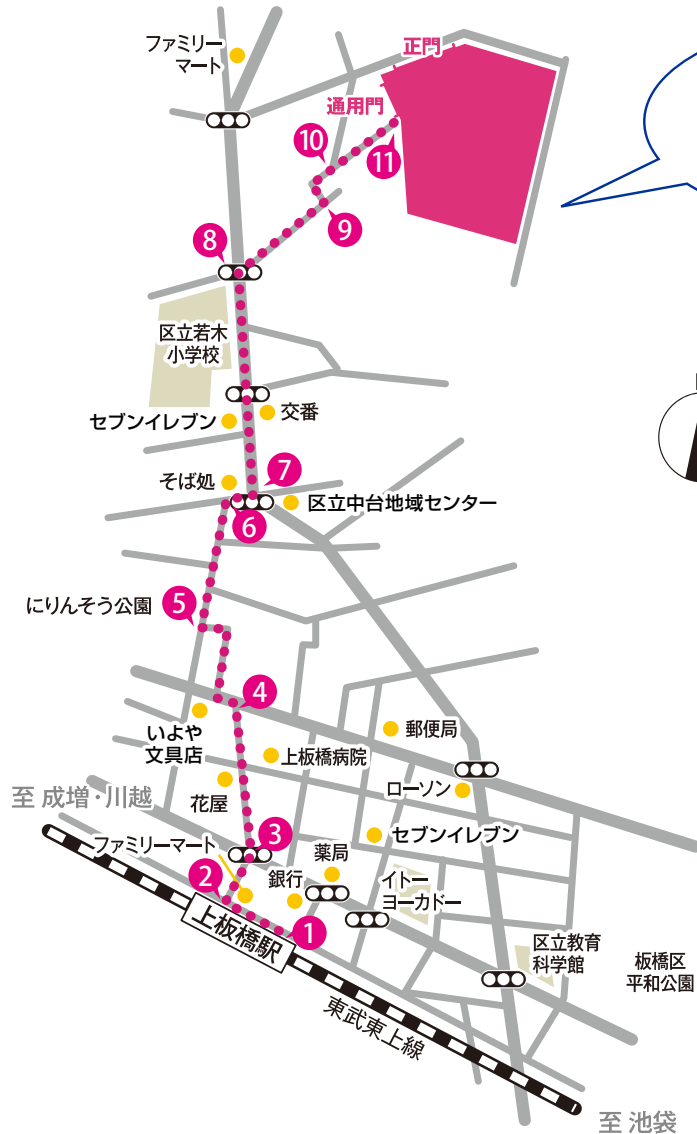 ファミリー
マート
正門
通用門
10
11
9
8
区立若木
小学校
セブンイレブン
交番
そば処
7
区立中台地域センター
6
にりんそう公園
5
4
いよや
文具店
郵便局
上板橋病院
至 成増・川越
花屋
ローソン
ファミリーマート
3
セブンイレブン
薬局
2
銀行
イトー
ヨーカドー
1
上板橋駅
区立教育
科学館
板橋区
平和公園
東武東上線
至 池袋